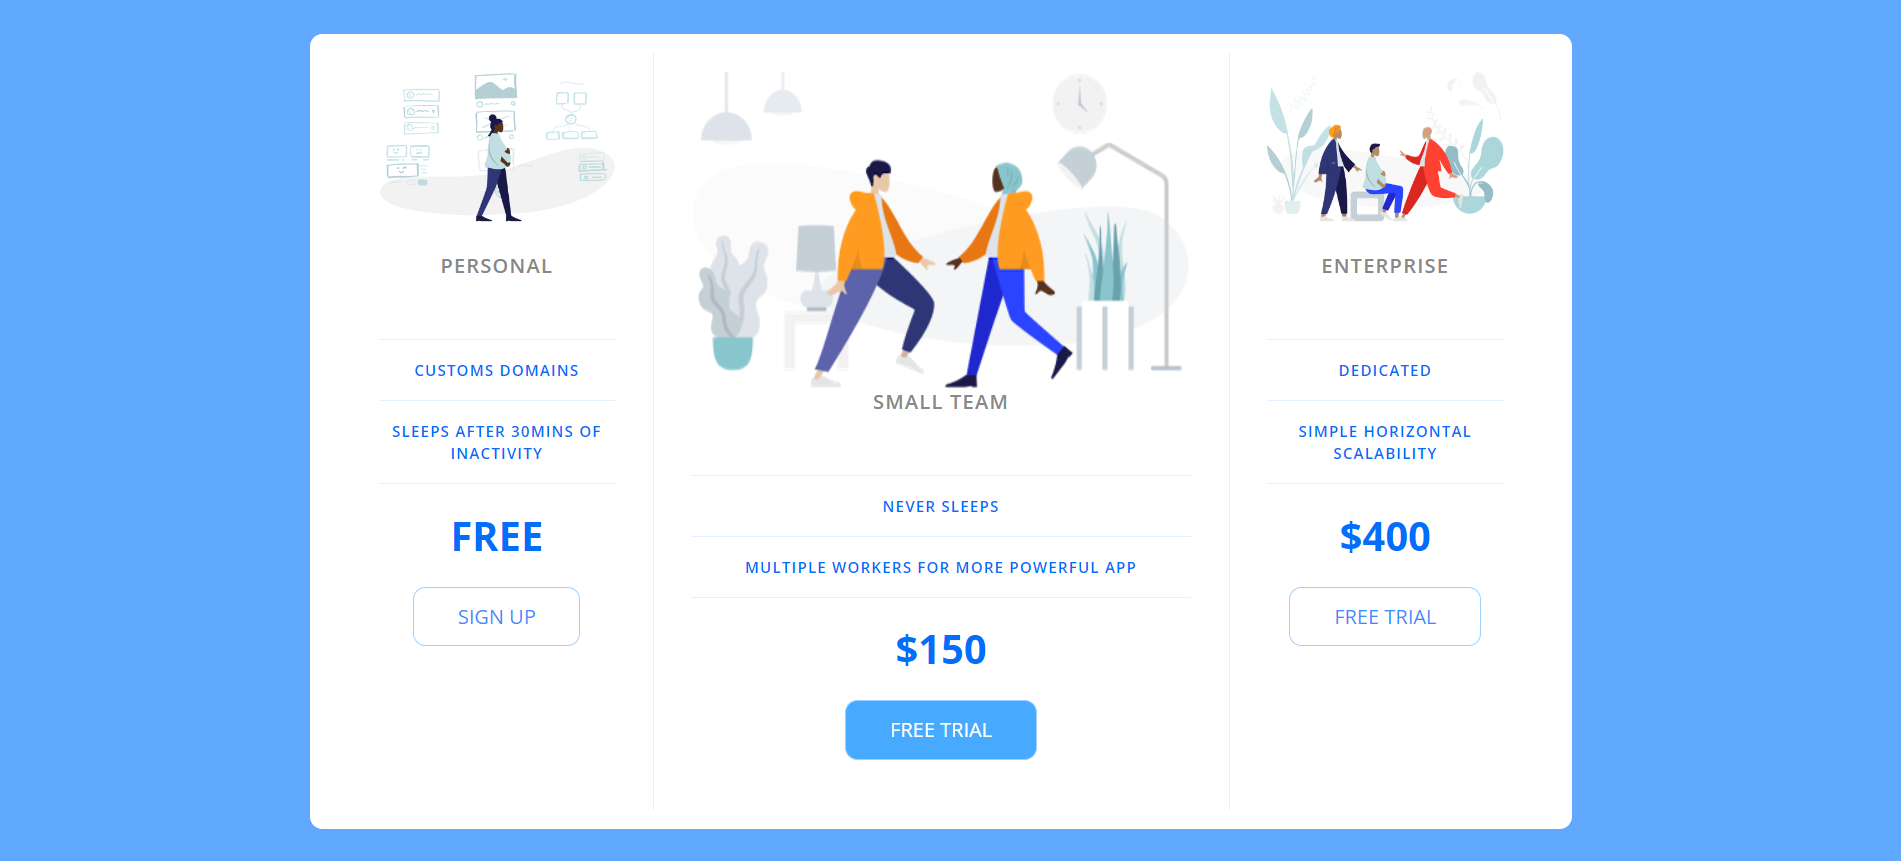 PERSONAL
CUSTOMS DOMAINS
SLEEPS AFTER 30MINS OF
INACTIVITY
FREE
SIGN UP
SMALL TEAM
NEVER SLEEPS
MULTIPLE WORKERS FOR MORE POWERFUL APP
$150
FREE TRIAL
ENTERPRISE
DEDICATED
SIMPLE HORIZONTAL
SCALABILITY
$400
FREE TRIAL